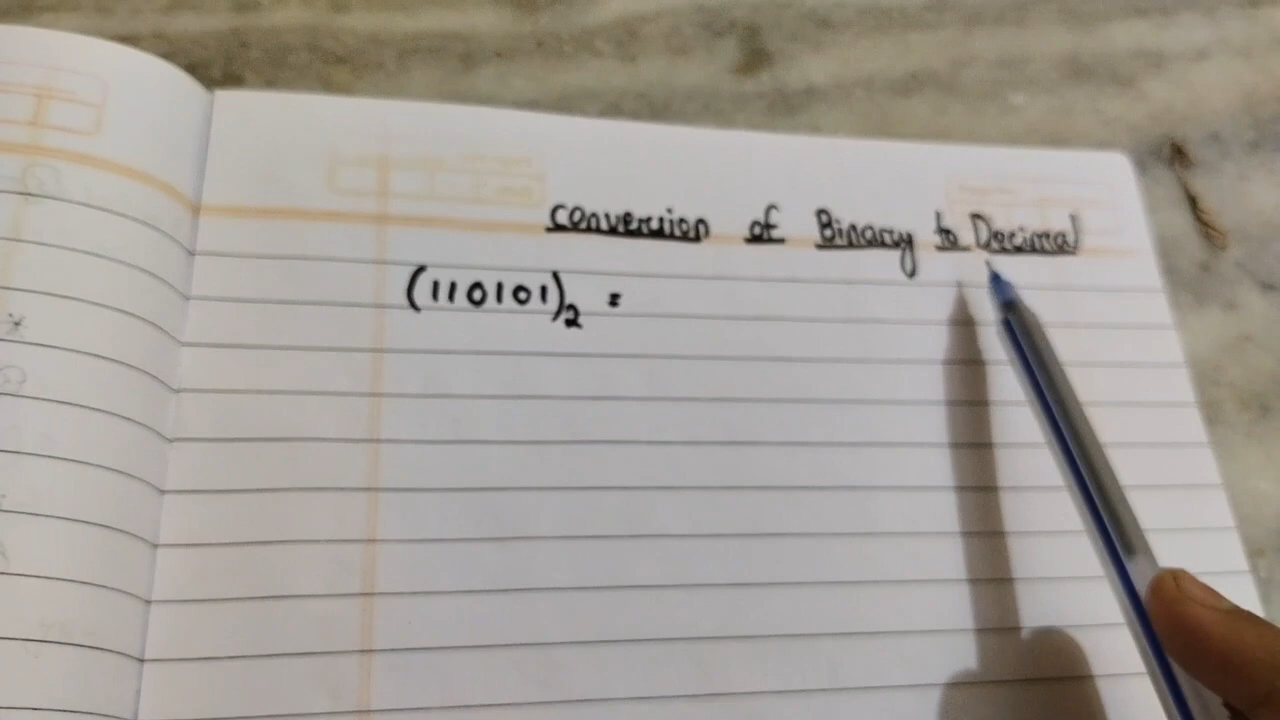 conversion of Binary to Decimal
(110101)₂ =